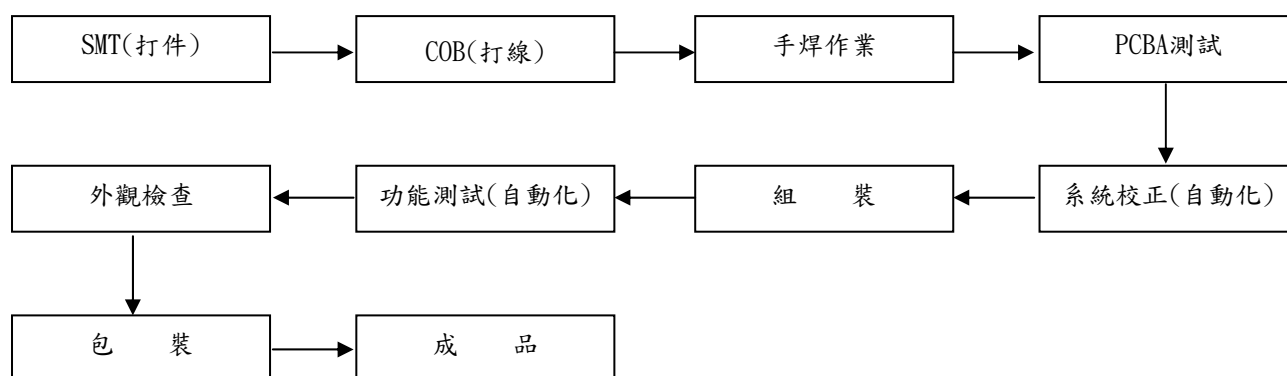 SMT(打件)
COB(打線)
手焊作業
PCBA測試
系統校正(自動化)
組 裝
功能測試(自動化)
外觀檢查
包 裝
成 品